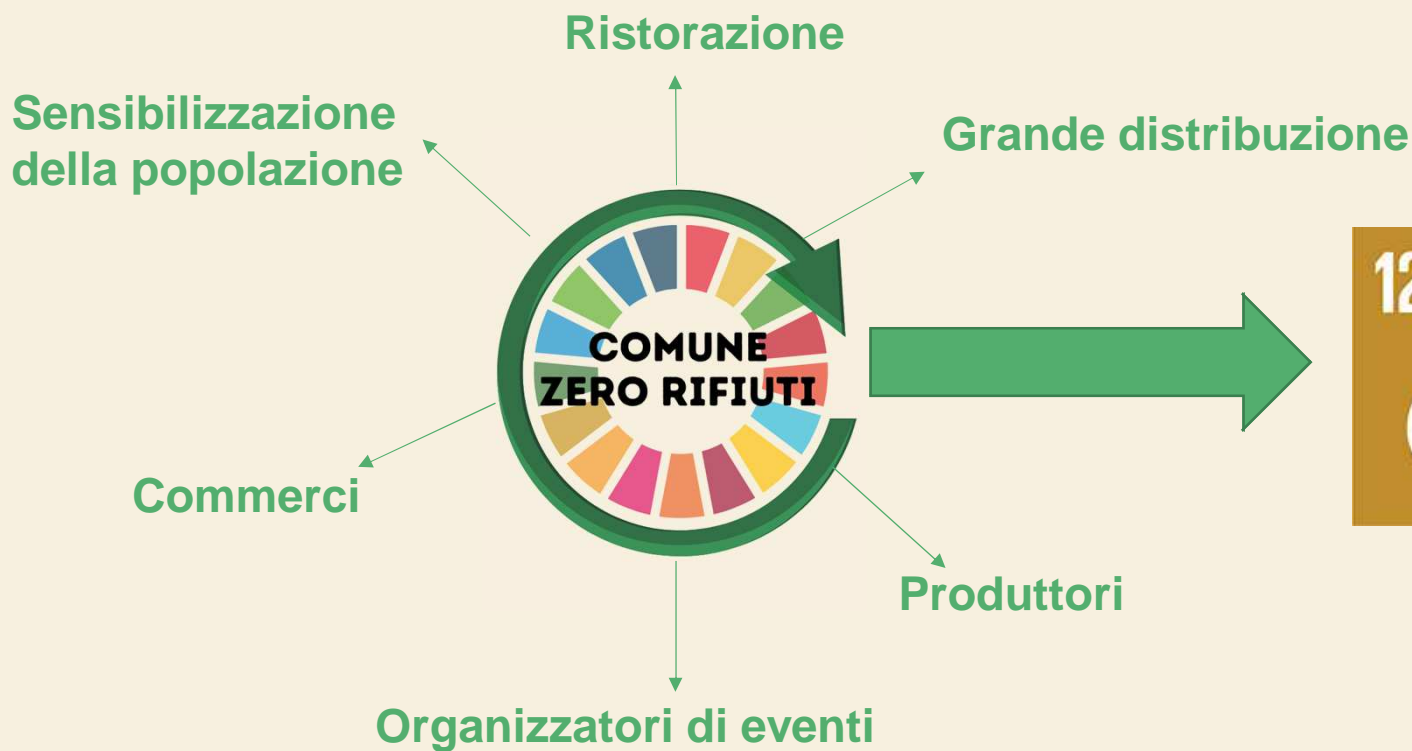 Ristorazione
Sensibilizzazione
della popolazione
Grande distribuzione
12
COMUNE
ZERO RIFIUTI
Commerci
Produttori
Organizzatori di eventi